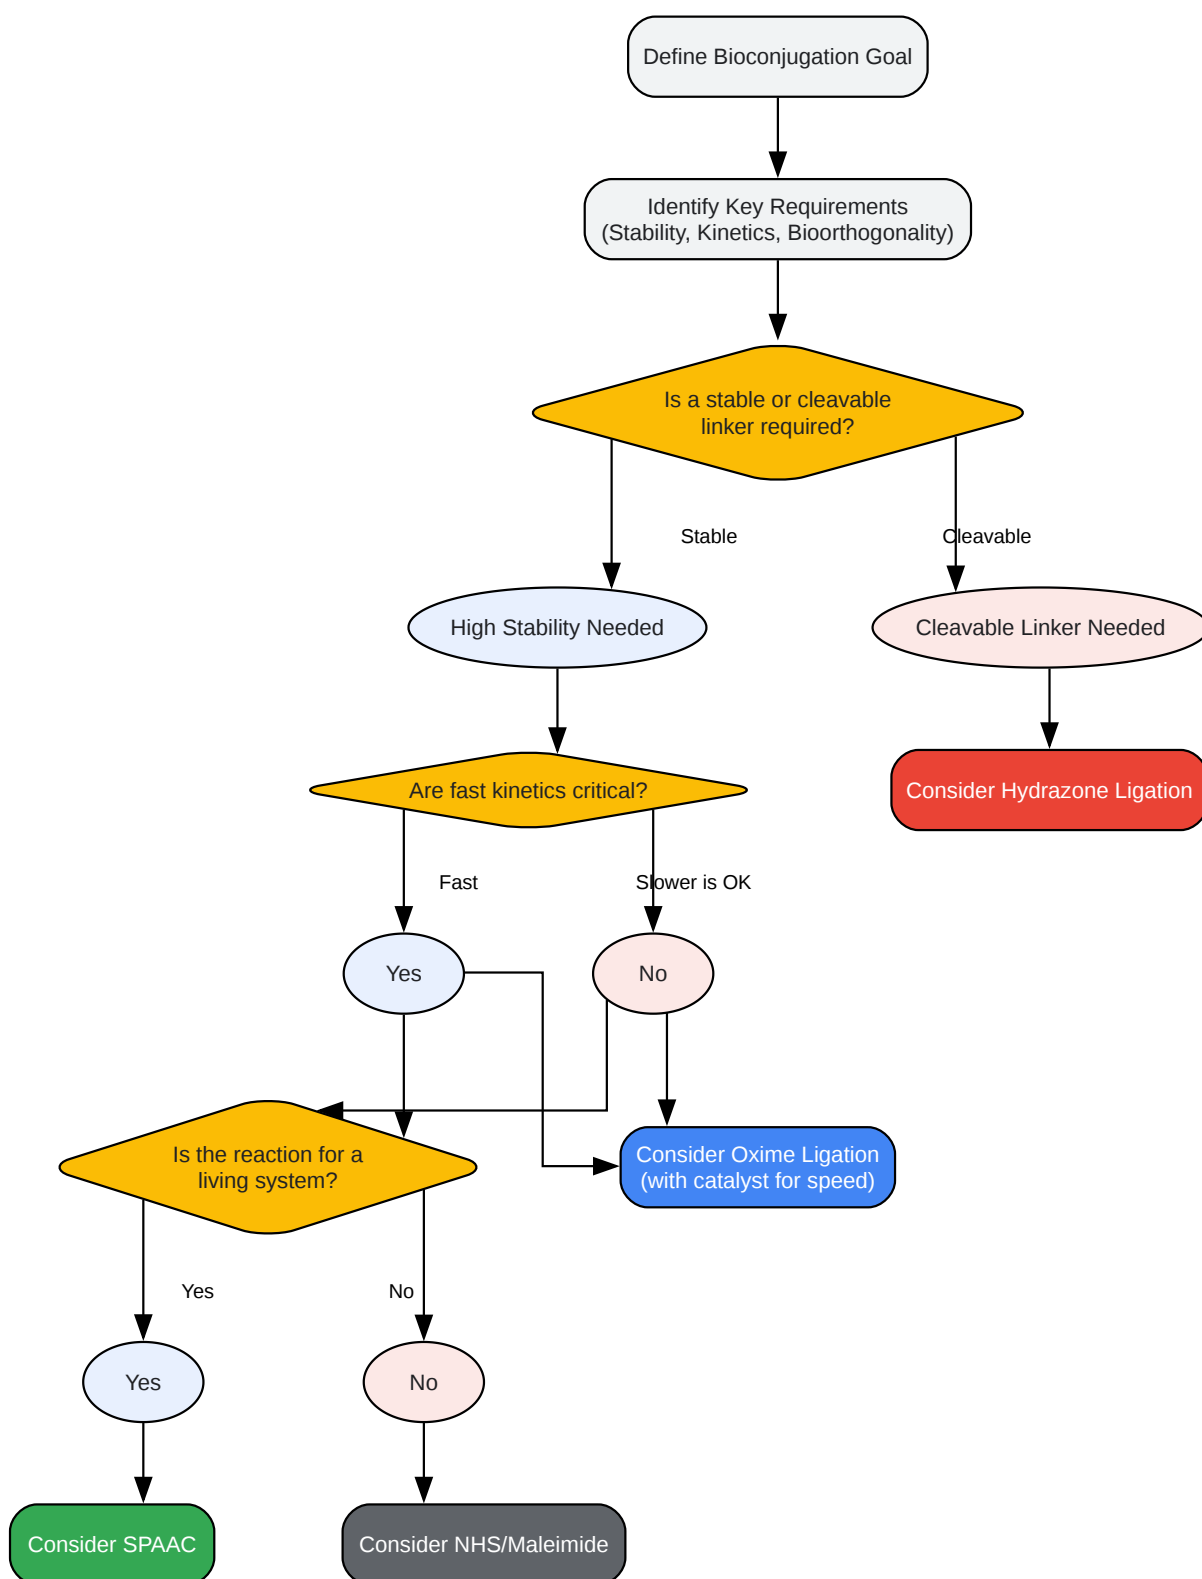 Define Bioconjugation Goal
Identify Key Requirements
(Stability, Kinetics, Bioorthogonality)
Is a stable or cleavable
linker required?
Stable
Cleavable
High Stability Needed
Cleavable Linker Needed
Are fast kinetics critical?
Consider Hydrazone Ligation
Fast
Slower is OK
Yes
No
Is the reaction for a
living system?
Consider Oxime Ligation
(with catalyst for speed)
Yes
No
Yes
No
Consider SPAAC
Consider NHS/Maleimide